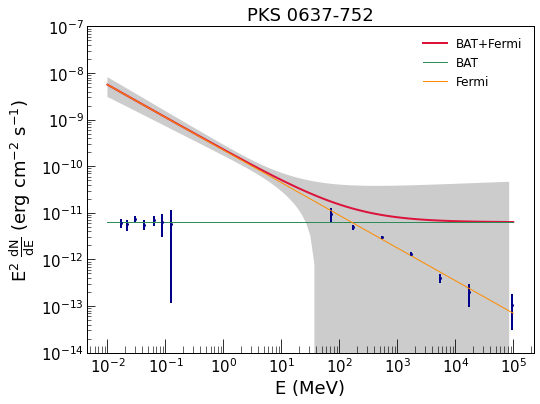 PKS 0637-752
BAT+Fermi
BAT
Fermi
E² dN/dE (erg cm⁻² s⁻¹)
10⁻⁷
10⁻⁸
10⁻⁹
10⁻¹⁰
10⁻¹¹
10⁻¹²
10⁻¹³
10⁻¹⁴
10⁻² 10⁻¹ 10⁰ 10¹ 10² 10³ 10⁴ 10⁵
E (MeV)